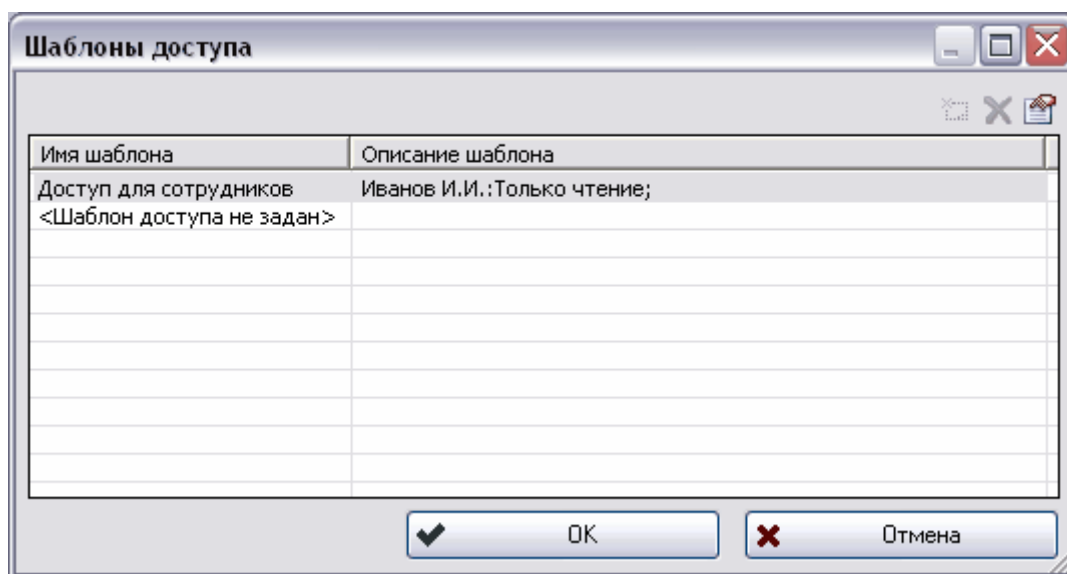 Шаблоны доступа
Имя шаблона Описание шаблона
Доступ для сотрудников Иванов И.И.:Только чтение;
<Шаблон доступа не задан>
OK Отмена